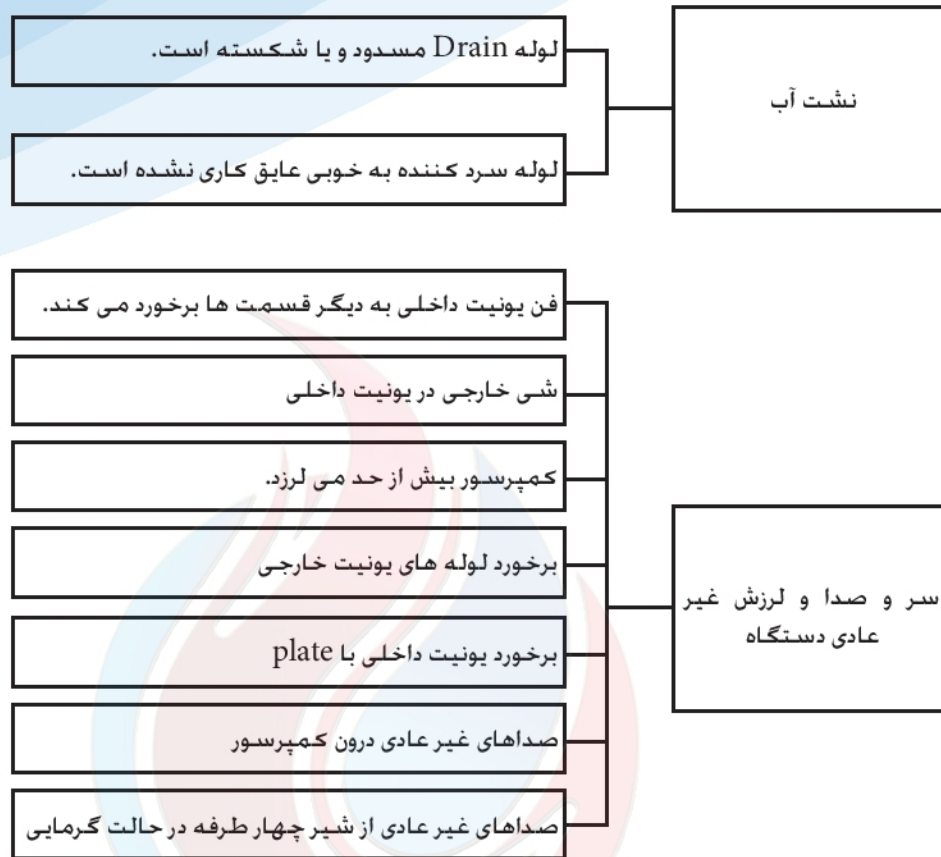 نشت آب
لوله Drain مسدود و یا شکسته است.
لوله سرد کننده به خوبی عایق کاری نشده است.
سر و صدا و لرزش غیر
عادی دستگاه
فن یونیت داخلی به دیگر قسمت ها برخورد می کند.
شی خارجی در یونیت داخلی
کمپرسور بیش از حد می لرزد.
برخورد لوله های یونیت خارجی
برخورد یونیت داخلی با plate
صداهای غیر عادی درون کمپرسور
صداهای غیر عادی از شیر چهار طرفه در حالت گرمایی